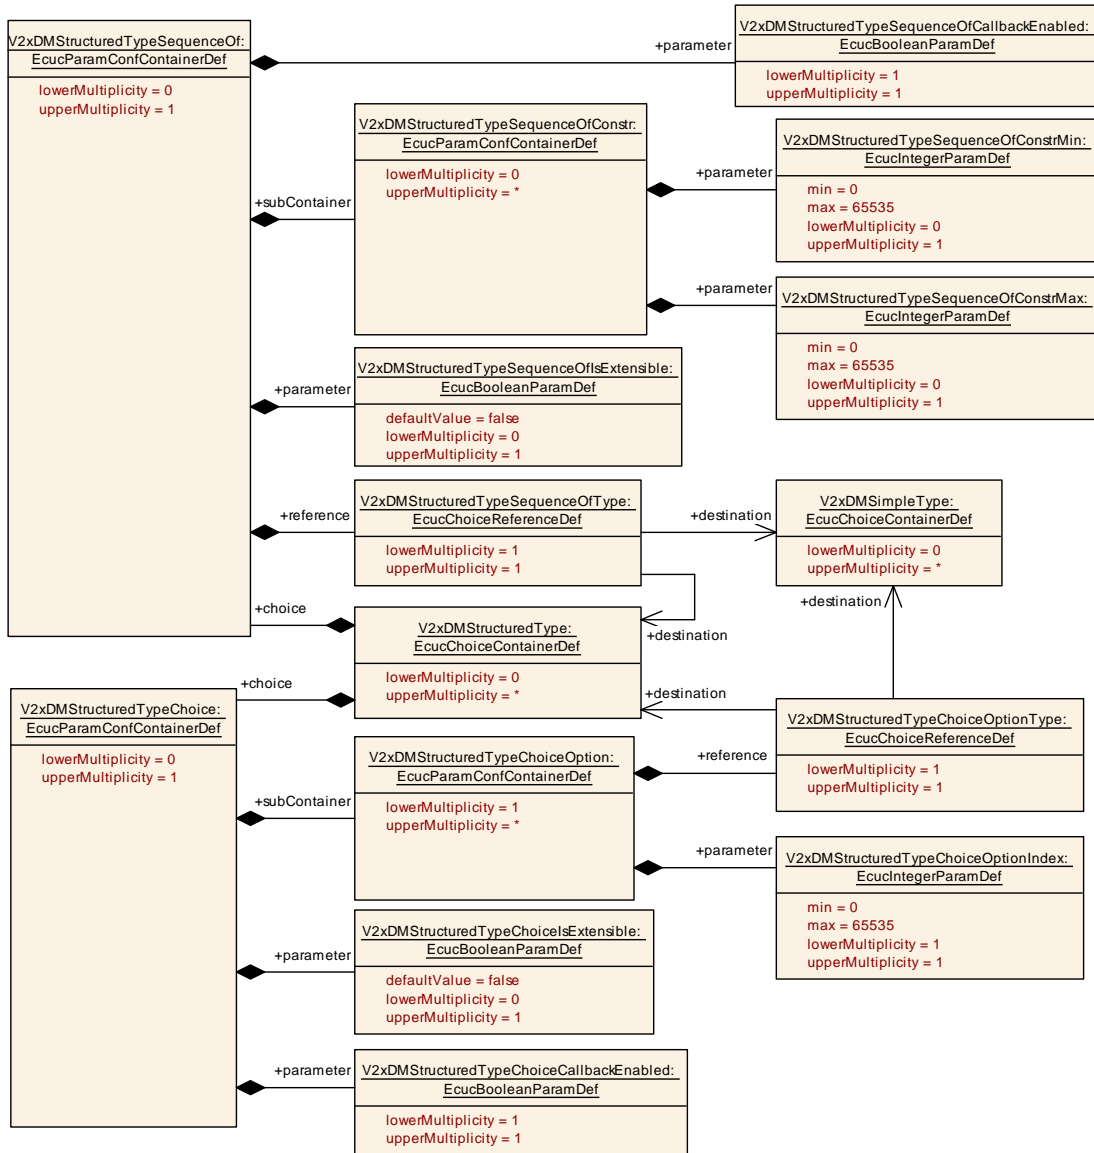 V2xDMStructuredTypeSequenceOf:
EcucParamConfContainerDef
lowerMultiplicity = 0
upperMultiplicity = 1
+parameter
V2xDMStructuredTypeSequenceOfCallbackEnabled:
EcucBooleanParamDef
lowerMultiplicity = 1
upperMultiplicity = 1
+subContainer
V2xDMStructuredTypeSequenceOfConstr:
EcucParamConfContainerDef
lowerMultiplicity = 0
upperMultiplicity = *
+parameter
V2xDMStructuredTypeSequenceOfConstrMin:
EcucIntegerParamDef
min = 0
max = 65535
lowerMultiplicity = 0
upperMultiplicity = 1
+parameter
V2xDMStructuredTypeSequenceOfConstrMax:
EcucIntegerParamDef
min = 0
max = 65535
lowerMultiplicity = 0
upperMultiplicity = 1
+parameter
V2xDMStructuredTypeSequenceOfIsExtensible:
EcucBooleanParamDef
defaultValue = false
lowerMultiplicity = 0
upperMultiplicity = 1
+reference
V2xDMStructuredTypeSequenceOfType:
EcucChoiceReferenceDef
lowerMultiplicity = 1
upperMultiplicity = 1
+destination
V2xDMSimpleType:
EcucChoiceContainerDef
lowerMultiplicity = 0
upperMultiplicity = *
+destination
+choice
+destination
V2xDMStructuredType:
EcucChoiceContainerDef
lowerMultiplicity = 0
upperMultiplicity = *
+choice
+destination
V2xDMStructuredTypeChoice:
EcucParamConfContainerDef
lowerMultiplicity = 0
upperMultiplicity = 1
V2xDMStructuredTypeChoiceOptionType:
EcucChoiceReferenceDef
lowerMultiplicity = 1
upperMultiplicity = 1
+subContainer
V2xDMStructuredTypeChoiceOption:
EcucParamConfContainerDef
lowerMultiplicity = 1
upperMultiplicity = *
+reference
+parameter
V2xDMStructuredTypeChoiceOptionIndex:
EcucIntegerParamDef
min = 0
max = 65535
lowerMultiplicity = 1
upperMultiplicity = 1
+parameter
V2xDMStructuredTypeChoiceIsExtensible:
EcucBooleanParamDef
defaultValue = false
lowerMultiplicity = 0
upperMultiplicity = 1
+parameter
V2xDMStructuredTypeChoiceCallbackEnabled:
EcucBooleanParamDef
lowerMultiplicity = 1
upperMultiplicity = 1